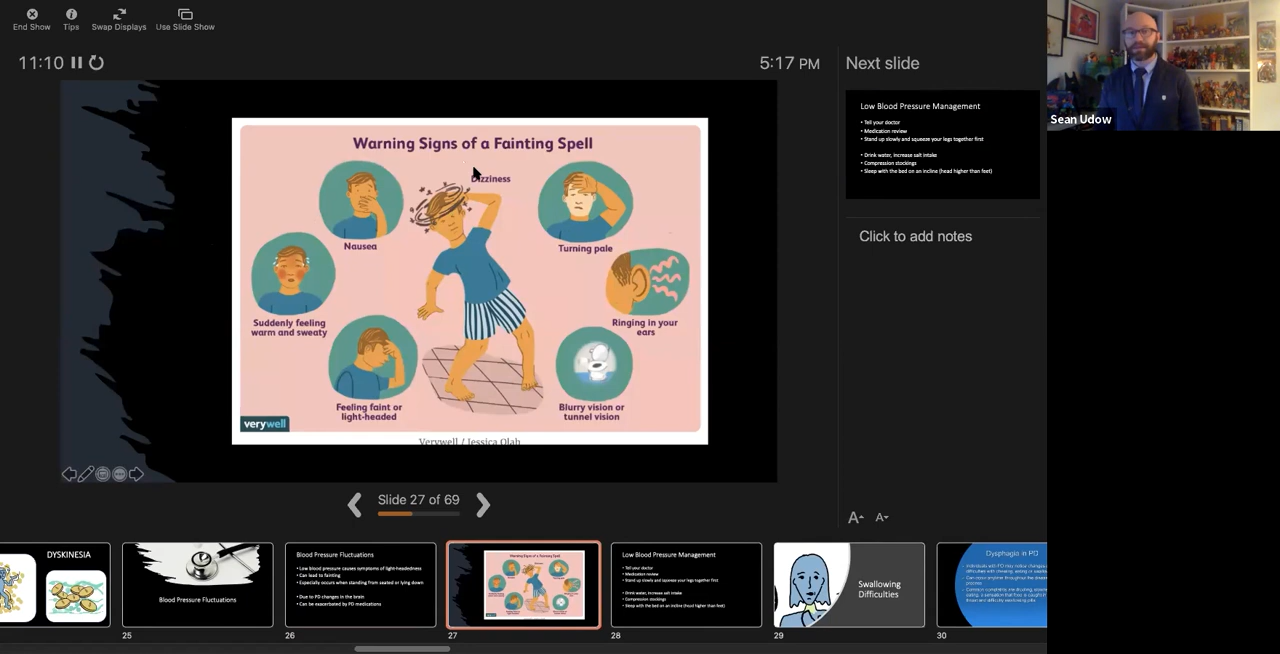 End Show
Tips
Swap Displays
Use Slide Show
11:10
5:17 PM
Next slide
Sean Udow
Low Blood Pressure Management
• Tell your doctor
• Medication review
• Stand up slowly and squeeze your legs together first
• Drink water, increase salt intake
• Compression stockings
• Sleep with the bed on an incline (head higher than feet)
Click to add notes
Warning Signs of a Fainting Spell
Dizziness
Nausea
Turning pale
Suddenly feeling
warm and sweaty
Ringing in your
ears
Feeling faint or
light-headed
Blurry vision or
tunnel vision
verywell
Verywell / Jessica Olah
Slide 27 of 69
A
A
DYSKINESIA
Blood Pressure Fluctuations
25
Blood Pressure Fluctuations
• Low blood pressure causes symptoms of light-headedness
• Can lead to fainting
• Especially occurs when standing from seated or lying down
• Due to PD changes in the brain
• Can be exacerbated by PD medications
26
Warning Signs of a Fainting Spell
27
Low Blood Pressure Management
• Tell your doctor
• Medication review
• Stand up slowly and squeeze your legs together first
• Drink water, increase salt intake
• Compression stockings
• Sleep with the bed on an incline (head higher than feet)
28
Swallowing
Difficulties
29
Dysphagia in PD
30